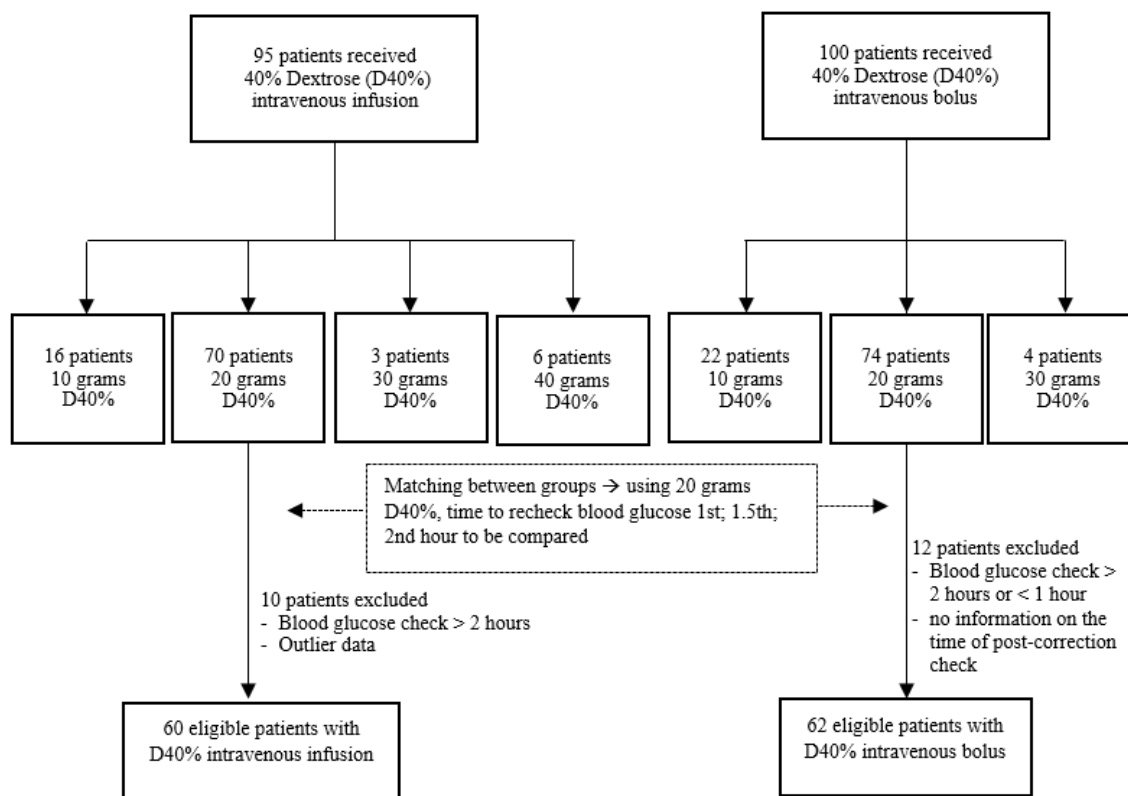 95 patients received
40% Dextrose (D40%)
intravenous infusion
100 patients received
40% Dextrose (D40%)
intravenous bolus
16 patients
10 grams
D40%
70 patients
20 grams
D40%
3 patients
30 grams
D40%
6 patients
40 grams
D40%
22 patients
10 grams
D40%
74 patients
20 grams
D40%
4 patients
30 grams
D40%
Matching between groups → using 20 grams
D40%, time to recheck blood glucose 1st; 1.5th;
2nd hour to be compared
10 patients excluded
- Blood glucose check > 2 hours
- Outlier data
12 patients excluded
- Blood glucose check >
2 hours or < 1 hour
- no information on the
time of post-correction
check
60 eligible patients with
D40% intravenous infusion
62 eligible patients with
D40% intravenous bolus